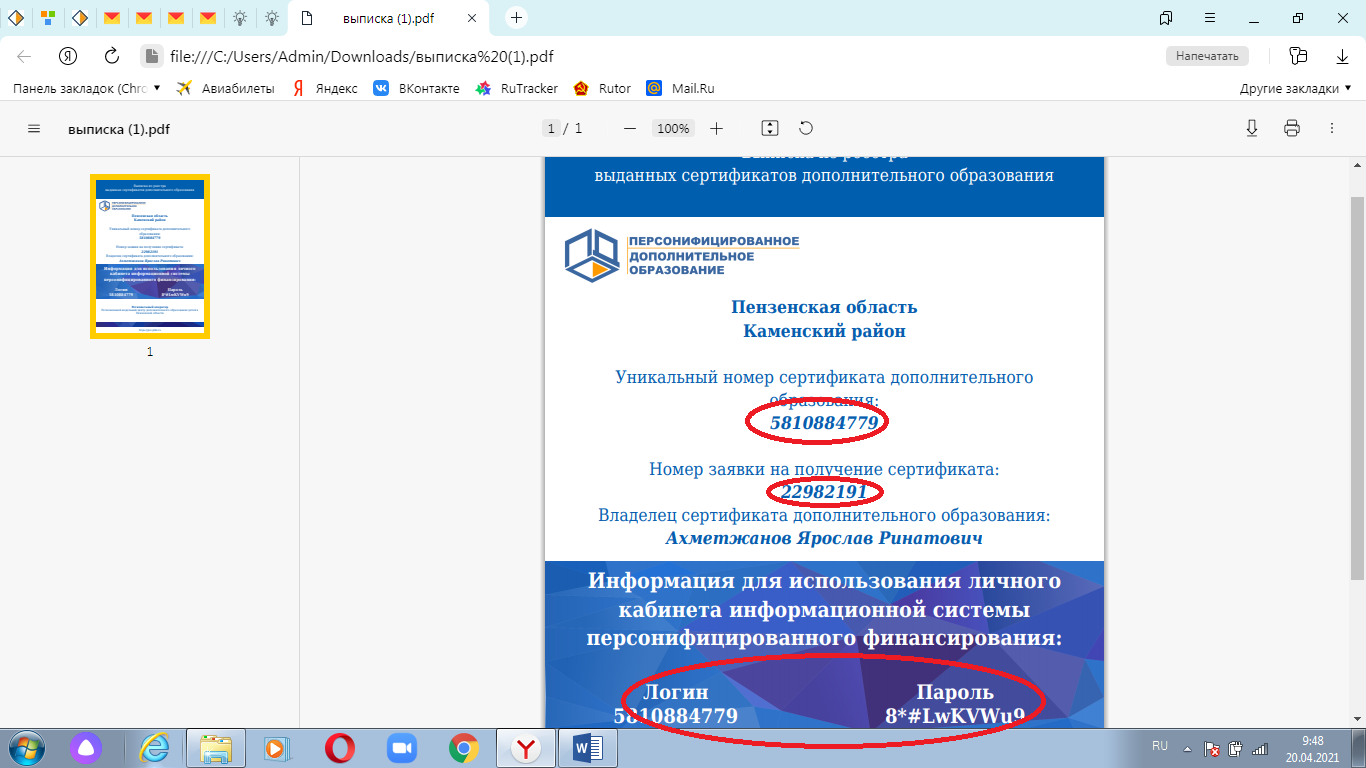 выписка (1).pdf
file:///C:/Users/Admin/Downloads/выписка%20(1).pdf
Напечатать
Панель закладок (Chrc
Авиабилеты
Яндекс
ВКонтакте
RuTracker
Rutor
Mail.Ru
Другие закладки
выписка (1).pdf
1 / 1
100%
выданных сертификатов дополнительного образования
ПЕРСОНИФИЦИРОВАННОЕ
ДОПОЛНИТЕЛЬНОЕ
ОБРАЗОВАНИЕ
Пензенская область
Каменский район
Уникальный номер сертификата дополнительного
образования:
5810884779
Номер заявки на получение сертификата:
22982191
Владелец сертификата дополнительного образования:
Ахметжанов Ярослав Ринатович
Информация для использования личного
кабинета информационной системы
персонифицированного финансирования:
Логин Пароль
5810884779 8*#LwKVWu9
1
RU
9:48
20.04.2021